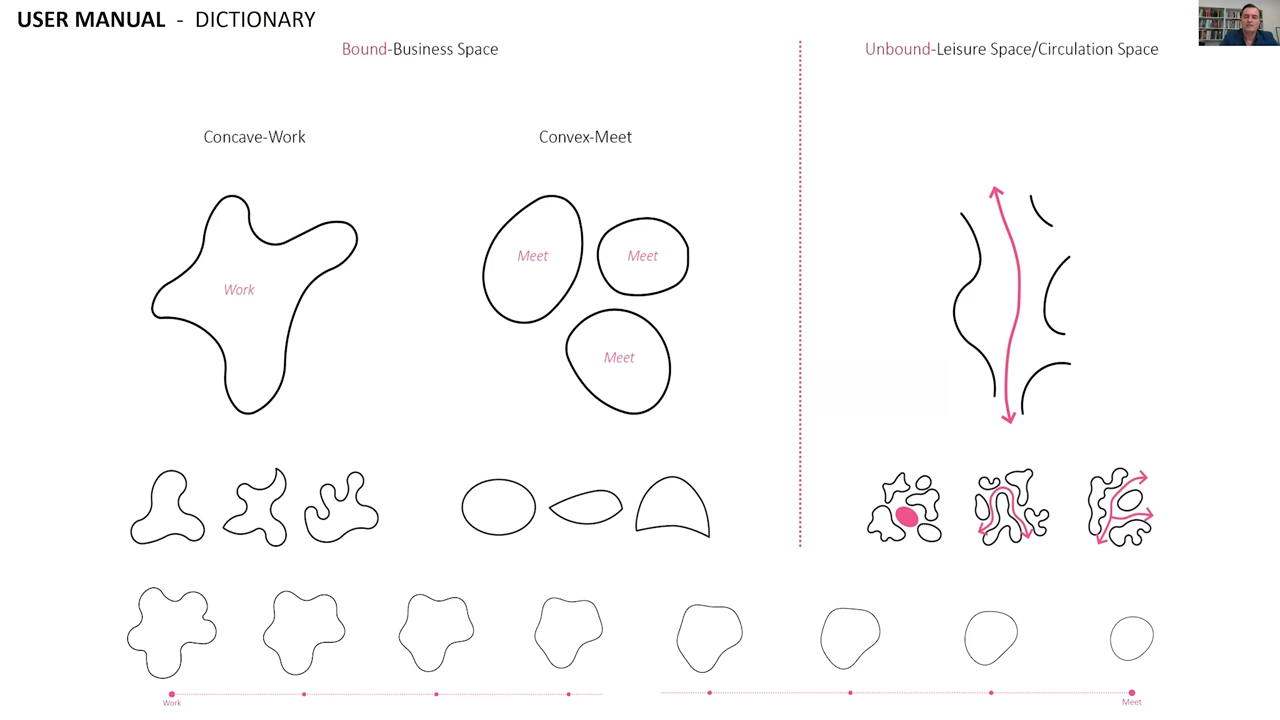 USER MANUAL - DICTIONARY
Bound-Business Space
Unbound-Leisure Space/Circulation Space
Concave-Work
Convex-Meet
Work
Meet
Meet
Meet
Work
Meet